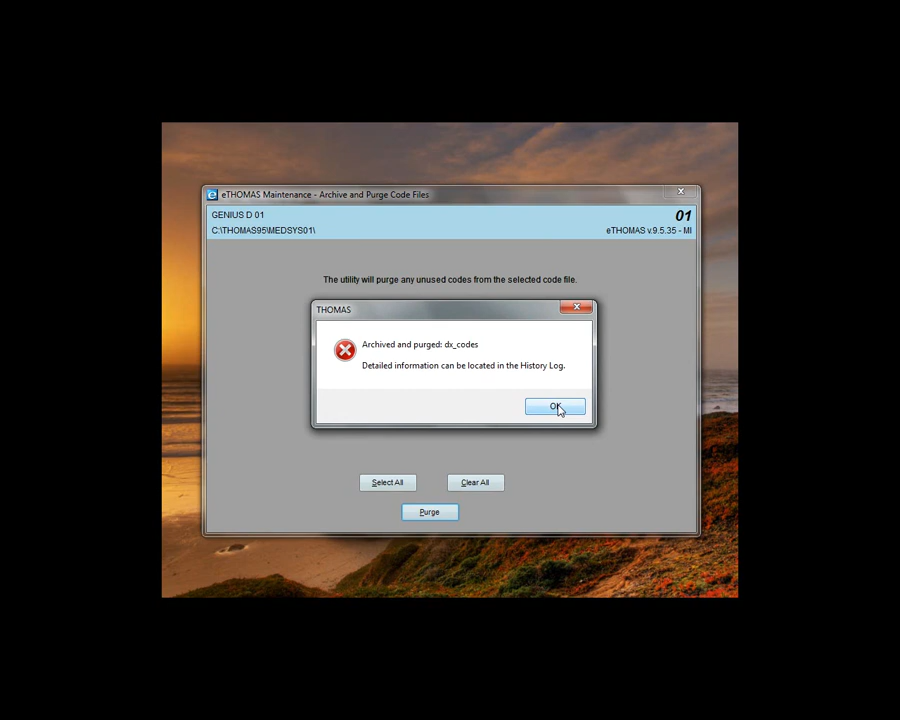 eTHOMAS Maintenance - Archive and Purge Code Files
GENIUS D 01
01
C:\THOMAS95\MEDSYS01\
eTHOMAS v.9.5.35 - MI
The utility will purge any unused codes from the selected code file.
THOMAS
Archived and purged: dx_codes
Detailed information can be located in the History Log.
OK
Select All
Clear All
Purge